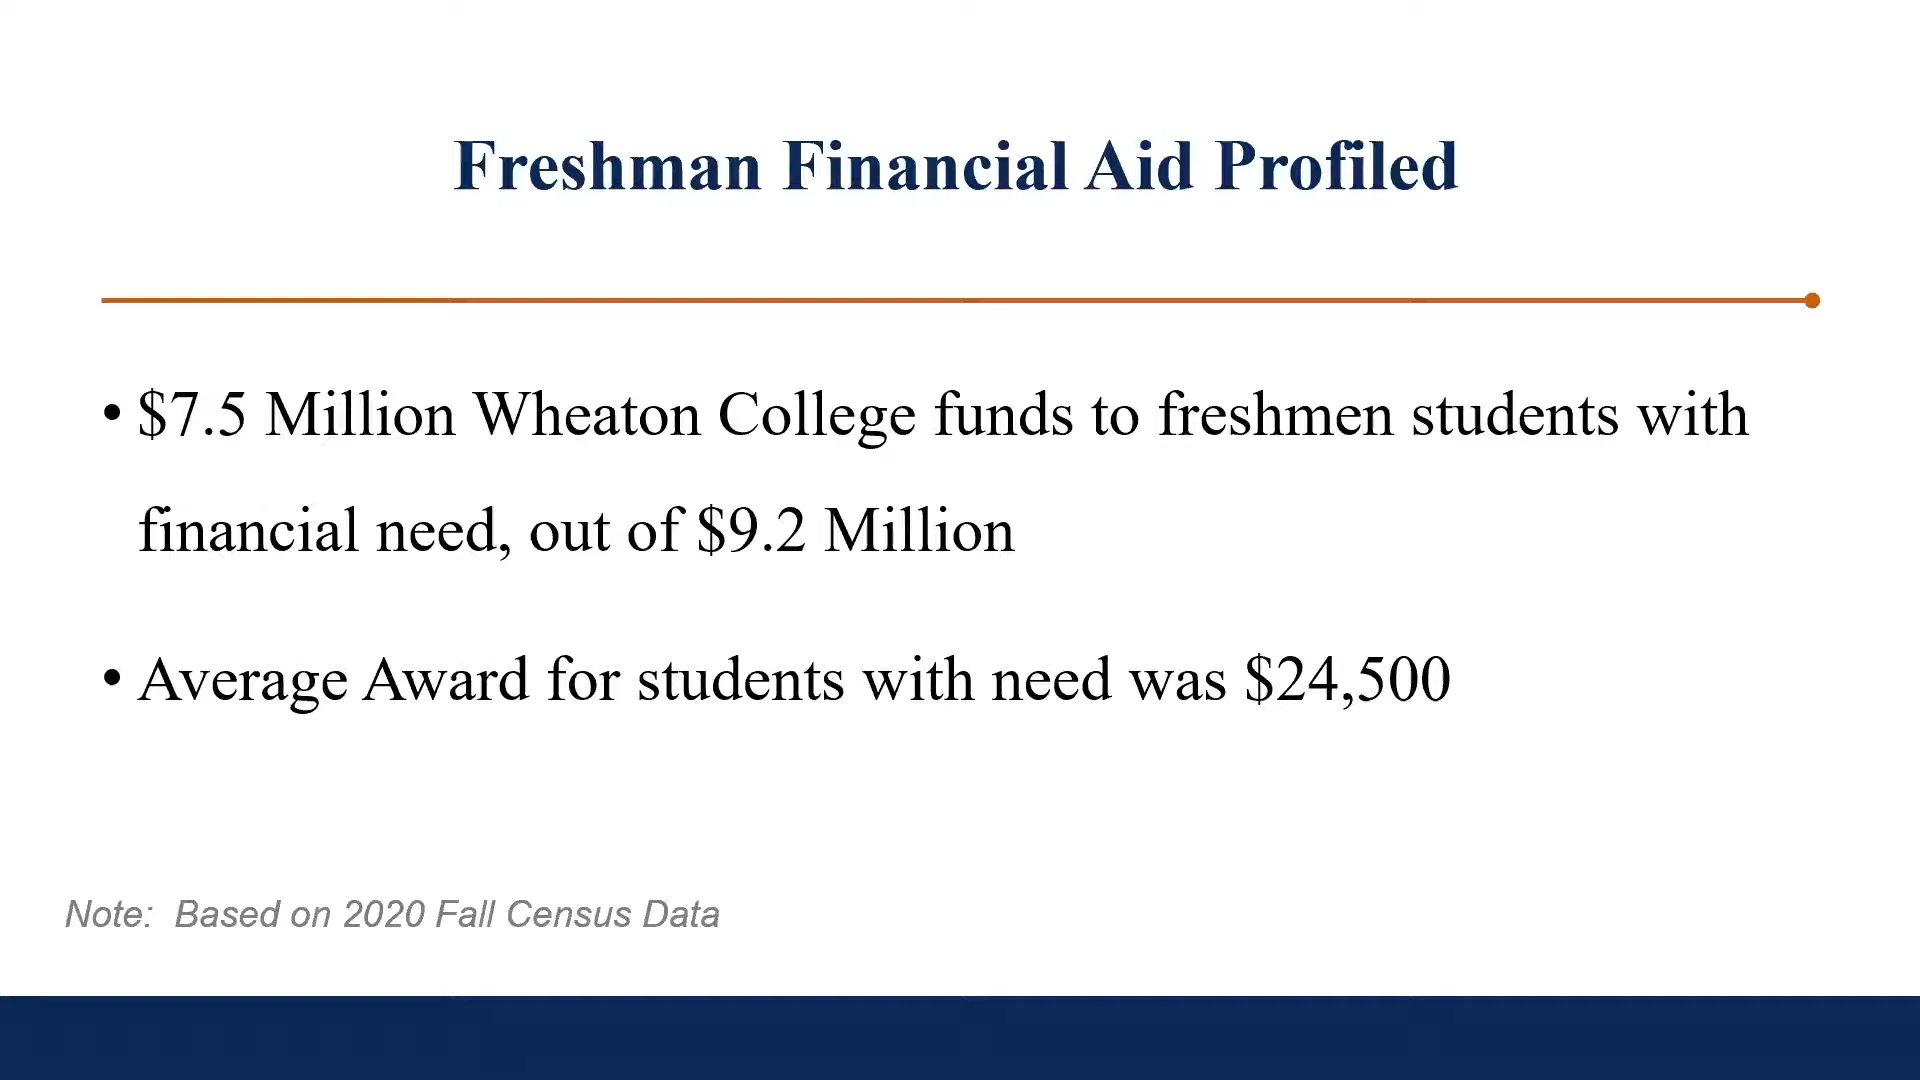 Freshman Financial Aid Profiled
• $7.5 Million Wheaton College funds to freshmen students with
financial need, out of $9.2 Million
• Average Award for students with need was $24,500
Note:  Based on 2020 Fall Census Data